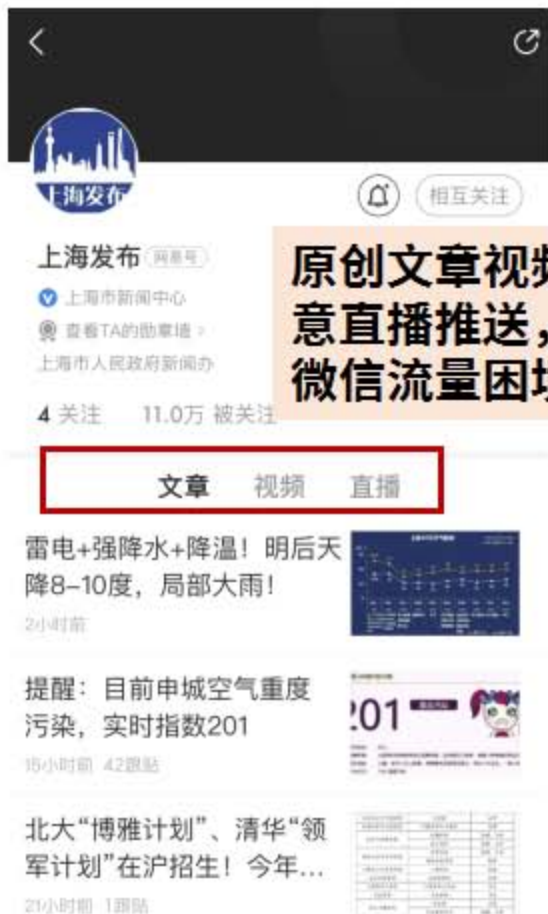 上海发布
相互关注
上海发布 网易号
上海市新闻中心
查看TA的勋章墙 >
上海市人民政府新闻办
4 关注 11.0万 被关注
原创文章视频
意直播推送，
微信流量困境
文章 视频 直播
雷电+强降水+降温！明后天
降8-10度，局部大雨！
2小时前
提醒：目前申城空气重度
污染，实时指数201
15小时前 42跟贴
201
北大“博雅计划”、清华“领
军计划”在沪招生！今年...
21小时前 1跟贴